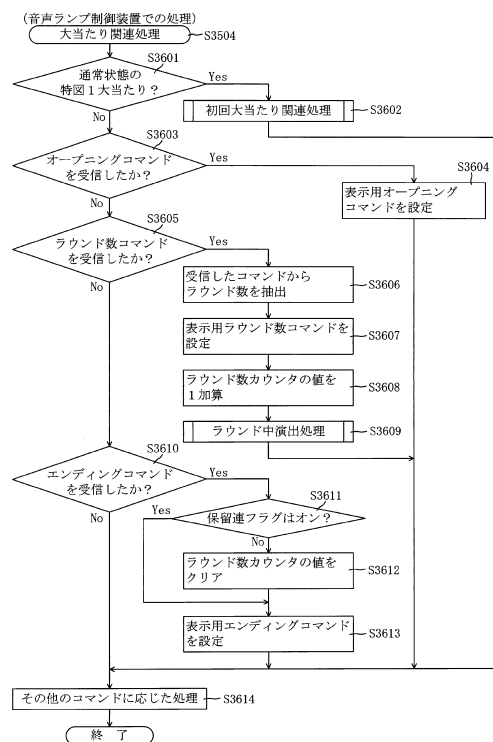 (音声ランプ制御装置での処理)
大当たり関連処理
S3504
S3601
通常状態の
特図1大当たり?
Yes
No
初回大当たり関連処理
S3602
S3603
オープニングコマンド
を受信したか?
Yes
No
S3604
表示用オープニング
コマンドを設定
S3605
ラウンド数コマンド
を受信したか?
Yes
No
受信したコマンドから
ラウンド数を抽出
S3606
表示用ラウンド数コマンドを
設定
S3607
ラウンド数カウンタの値を
1加算
S3608
ラウンド中演出処理
S3609
S3610
エンディングコマンド
を受信したか?
Yes
No
S3611
保留連フラグはオン?
Yes
No
ラウンド数カウンタの値を
クリア
S3612
表示用エンディングコマンド
を設定
S3613
その他のコマンドに応じた処理
S3614
終了